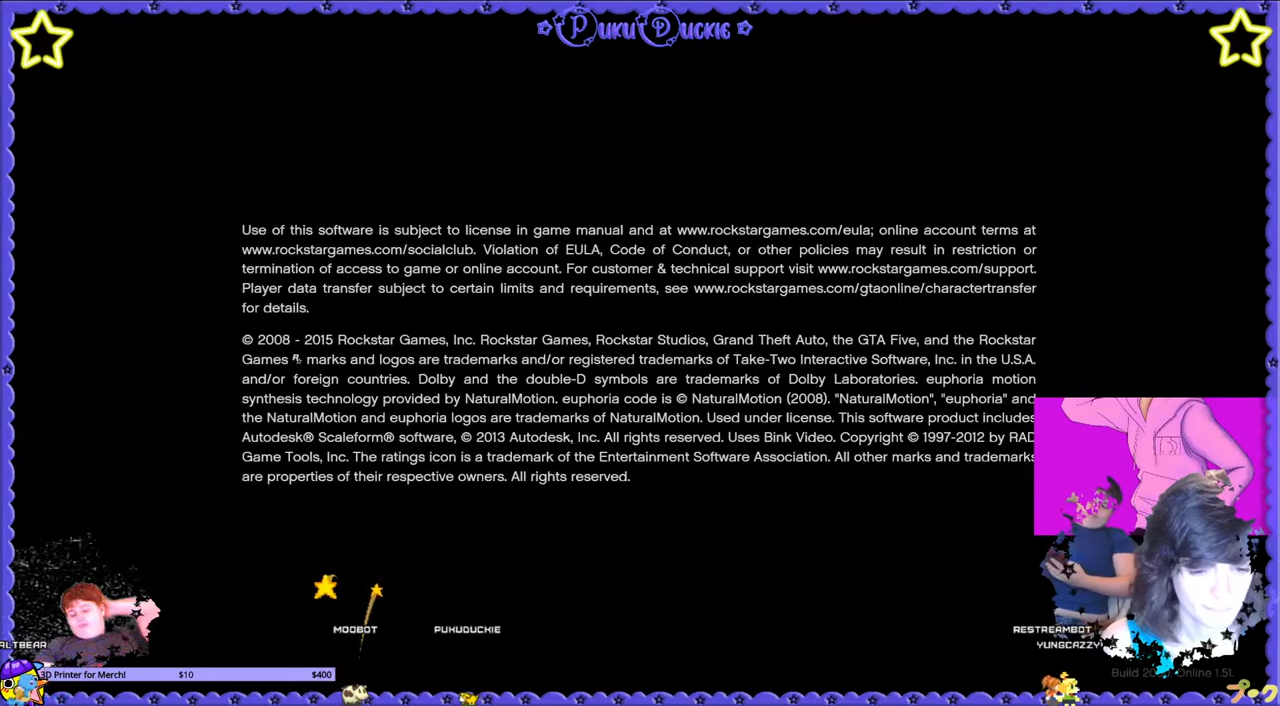 PukuDuckie
Use of this software is subject to license in game manual and at www.rockstargames.com/eula; online account terms at
www.rockstargames.com/socialclub. Violation of EULA, Code of Conduct, or other policies may result in restriction or
termination of access to game or online account. For customer & technical support visit www.rockstargames.com/support.
Player data transfer subject to certain limits and requirements, see www.rockstargames.com/gtaonline/charactertransfer
for details.
© 2008 - 2015 Rockstar Games, Inc. Rockstar Games, Rockstar Studios, Grand Theft Auto, the GTA Five, and the Rockstar
Games R* marks and logos are trademarks and/or registered trademarks of Take-Two Interactive Software, Inc. in the U.S.A.
and/or foreign countries. Dolby and the double-D symbols are trademarks of Dolby Laboratories. euphoria motion
synthesis technology provided by NaturalMotion. euphoria code is © NaturalMotion (2008). "NaturalMotion", "euphoria" and
the NaturalMotion and euphoria logos are trademarks of NaturalMotion. Used under license. This software product includes
Autodesk® Scaleform® software, © 2013 Autodesk, Inc. All rights reserved. Uses Bink Video. Copyright © 1997-2012 by RAD
Game Tools, Inc. The ratings icon is a trademark of the Entertainment Software Association. All other marks and trademarks
are properties of their respective owners. All rights reserved.
MOOBOT PUKUDUCKIE
RESTREAMBOT
YUNGCAZZY
ALTBEAR
3D Printer for Merch! $10 $400
Build Online 1.51.
プーク